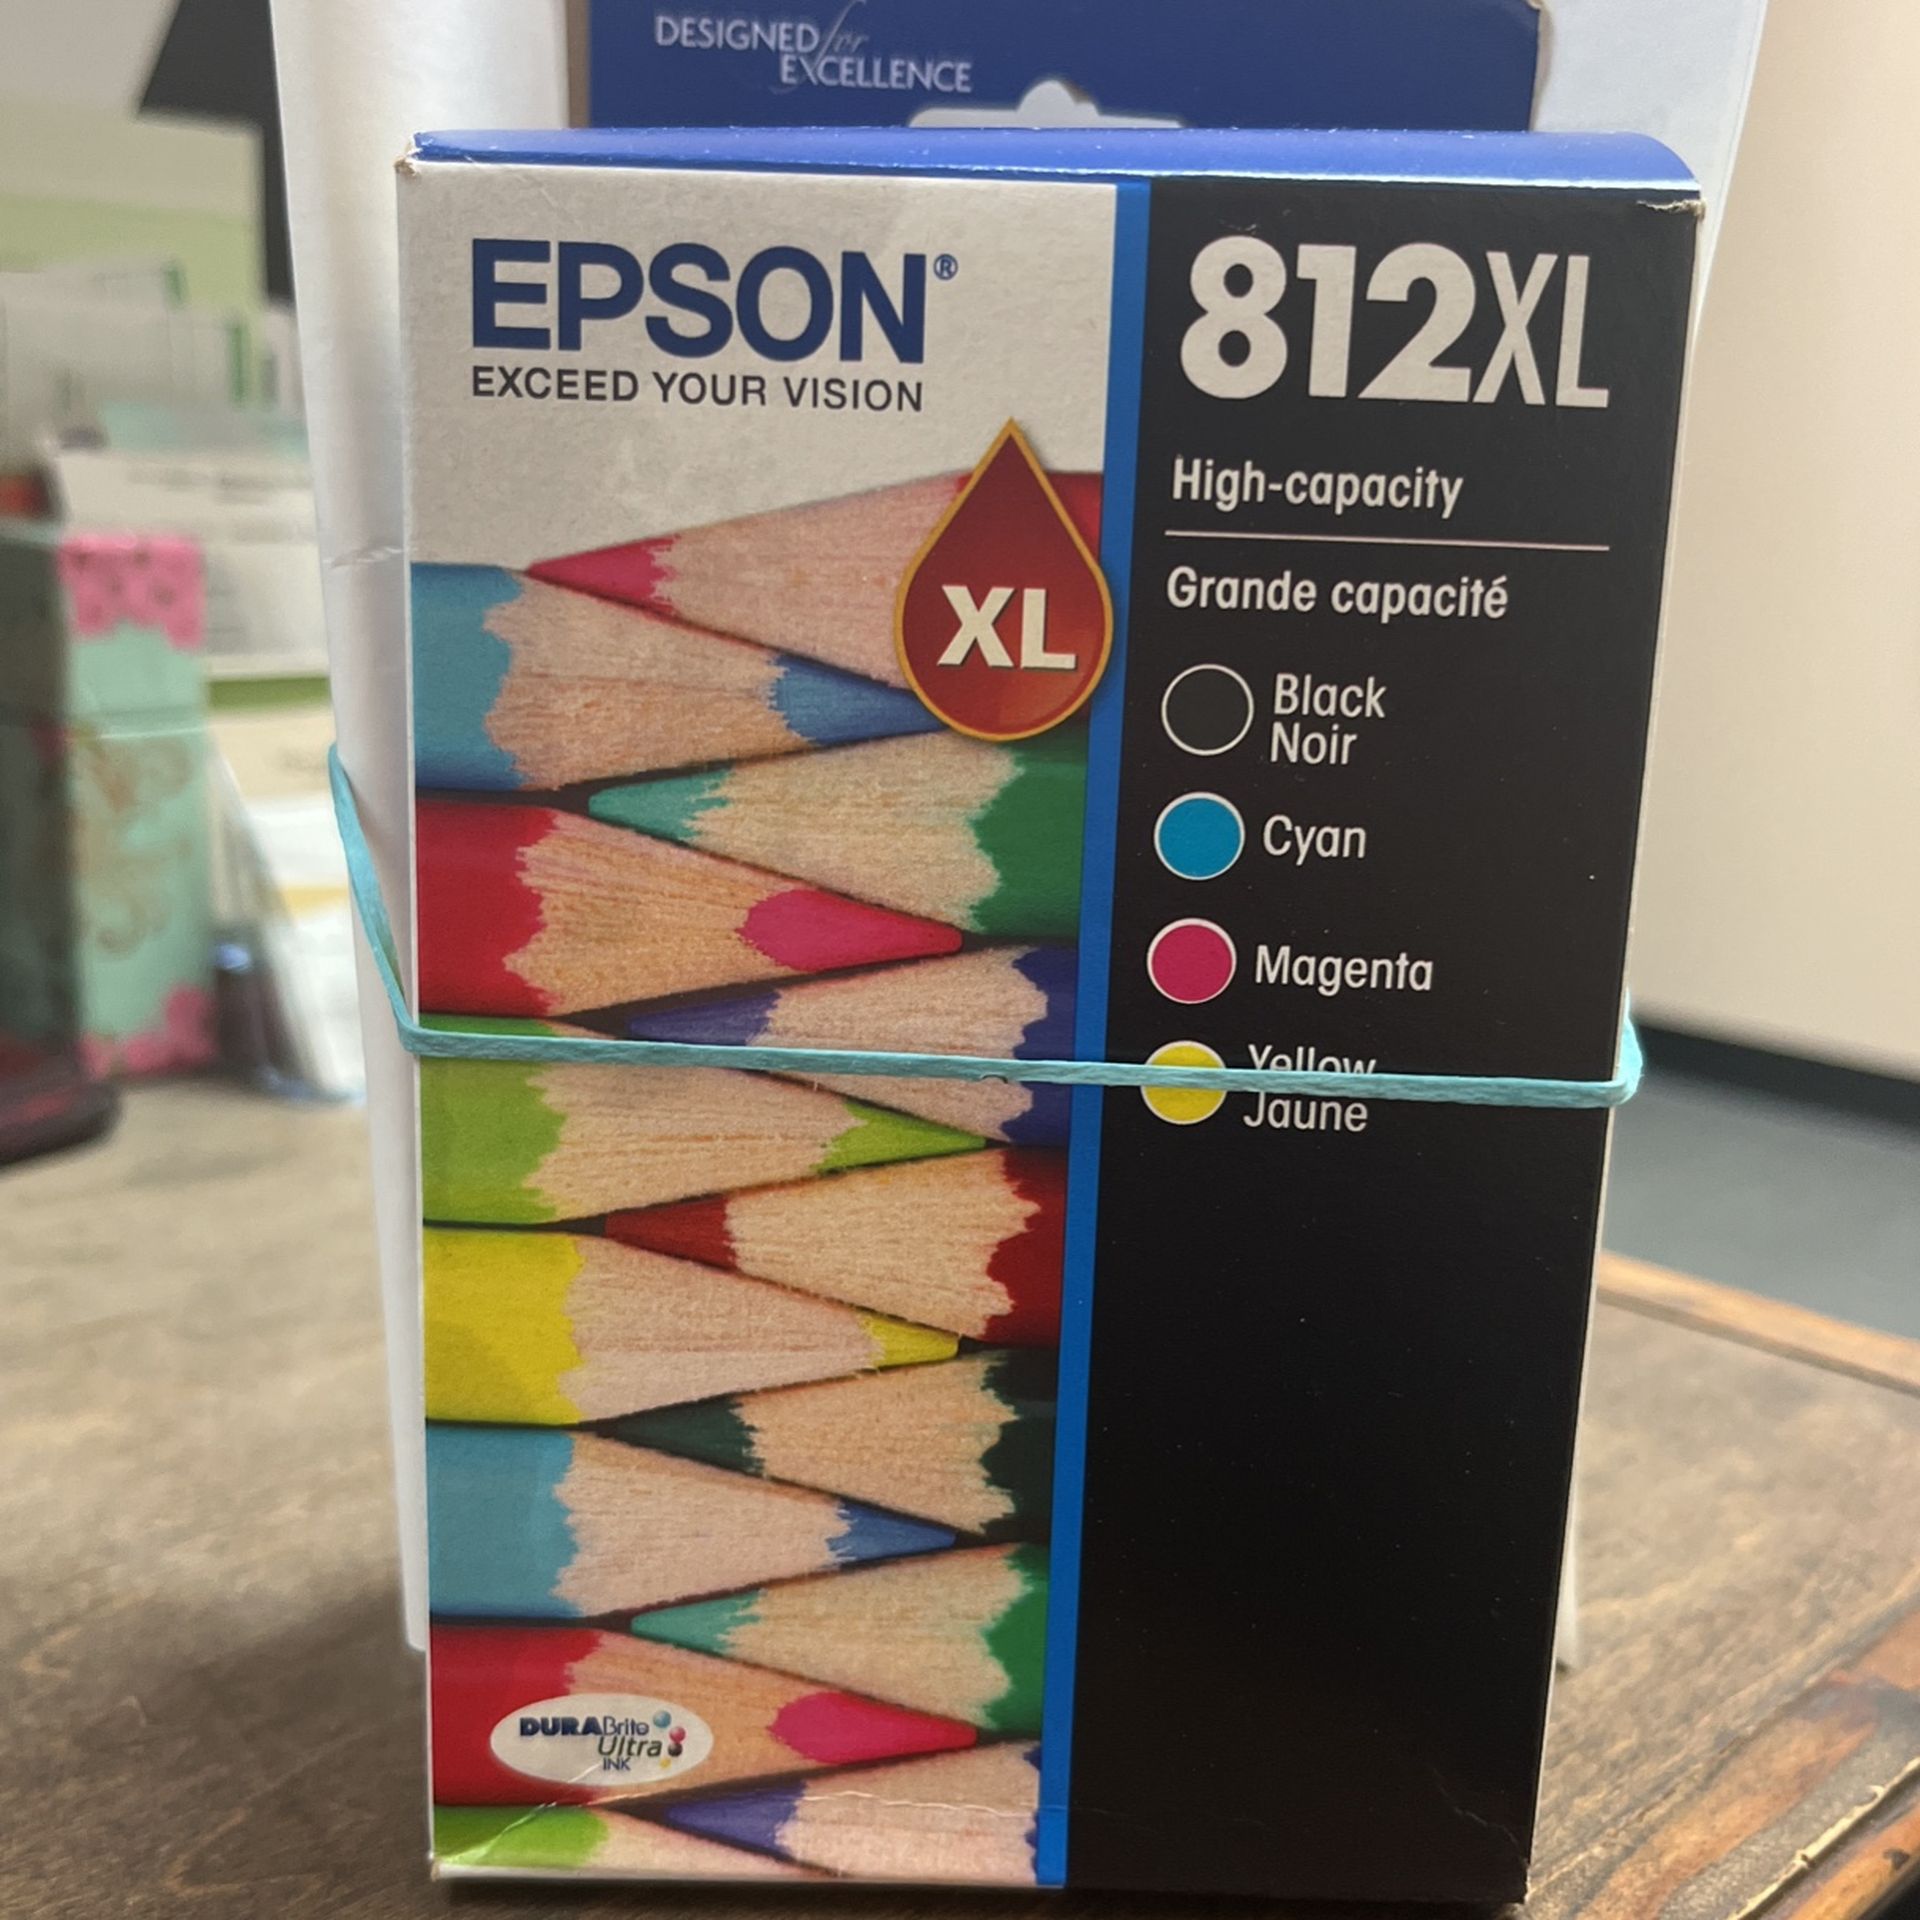 DESIGNED for
EXCELLENCE
EPSON®
EXCEED YOUR VISION
XL
812XL
High-capacity
Grande capacité
Black
Noir
Cyan
Magenta
Yellow
Jaune
DURABrite
Ultra
INK